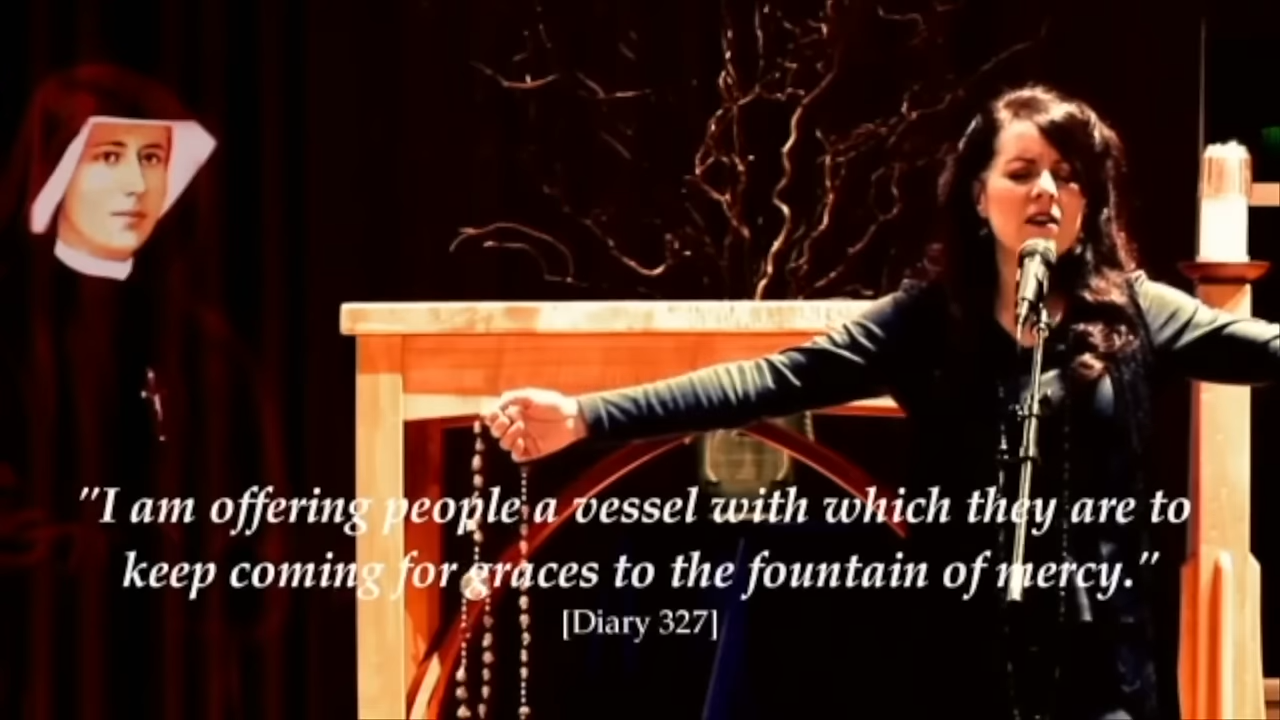 "I am offering people a vessel with which they are to
keep coming for graces to the fountain of mercy."
[Diary 327]